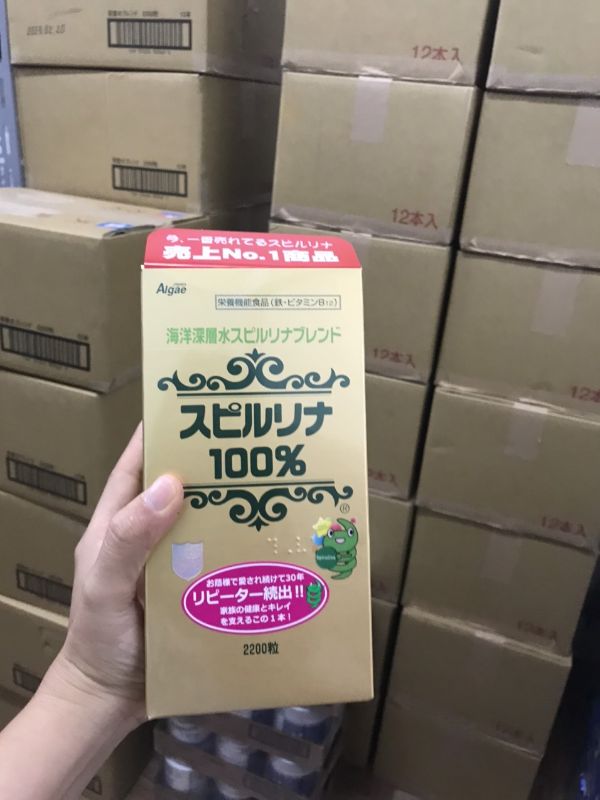 12本入
12本入
12本入
12本入
12本入
今、一番売れてるスピルリナ
売上No.1商品
Algae
栄養機能食品(鉄・ビタミンB12)
海洋深層水スピルリナブレンド
スピルリナ
100%
®
お蔭様で愛され続けて30年
リピーター続出!!
家族の健康とキレイ
を支えるこの1本!
2200粒